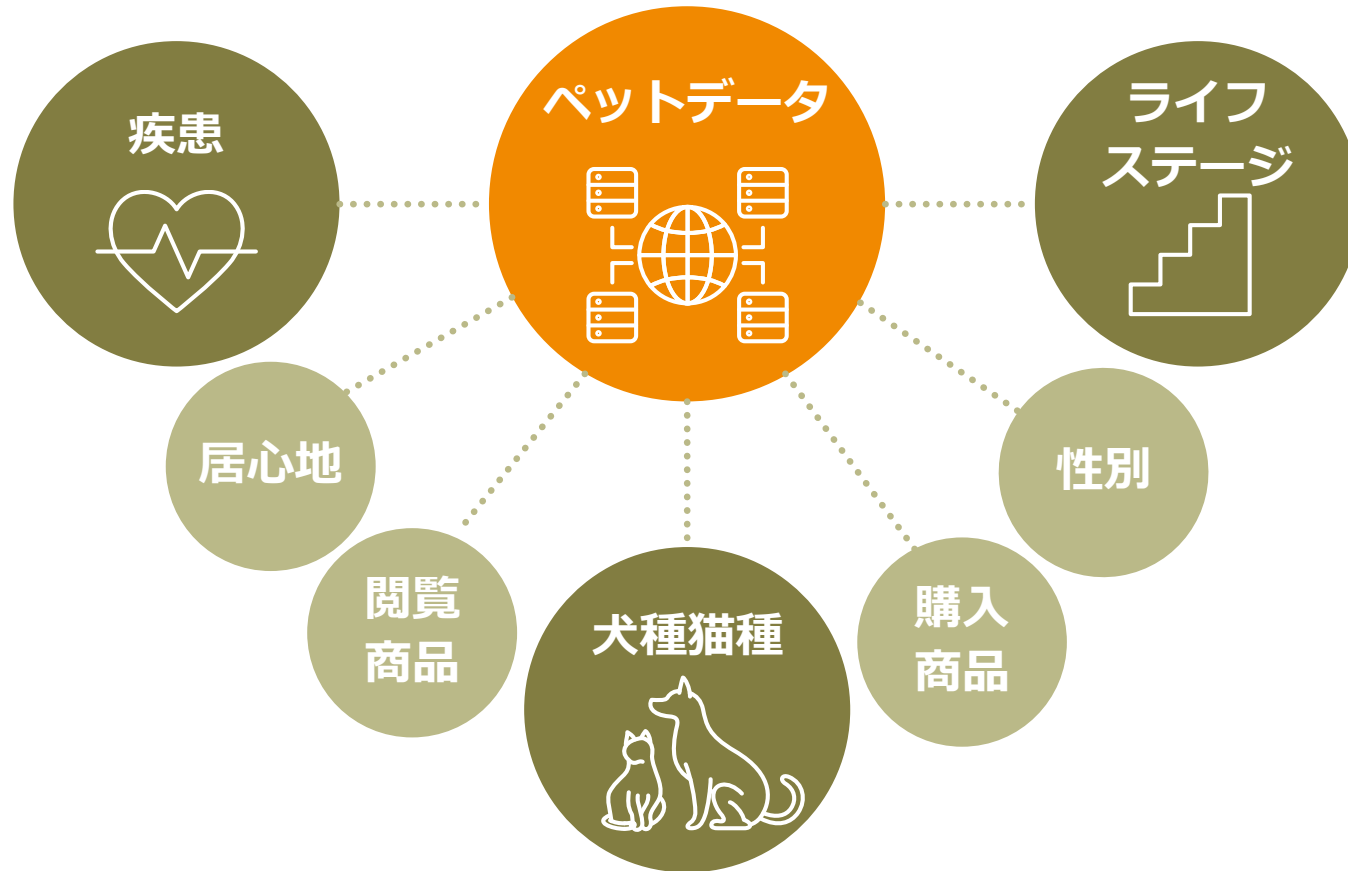 ペットデータ
疾患
ライフ
ステージ
居心地
性別
閲覧
商品
購入
商品
犬種猫種